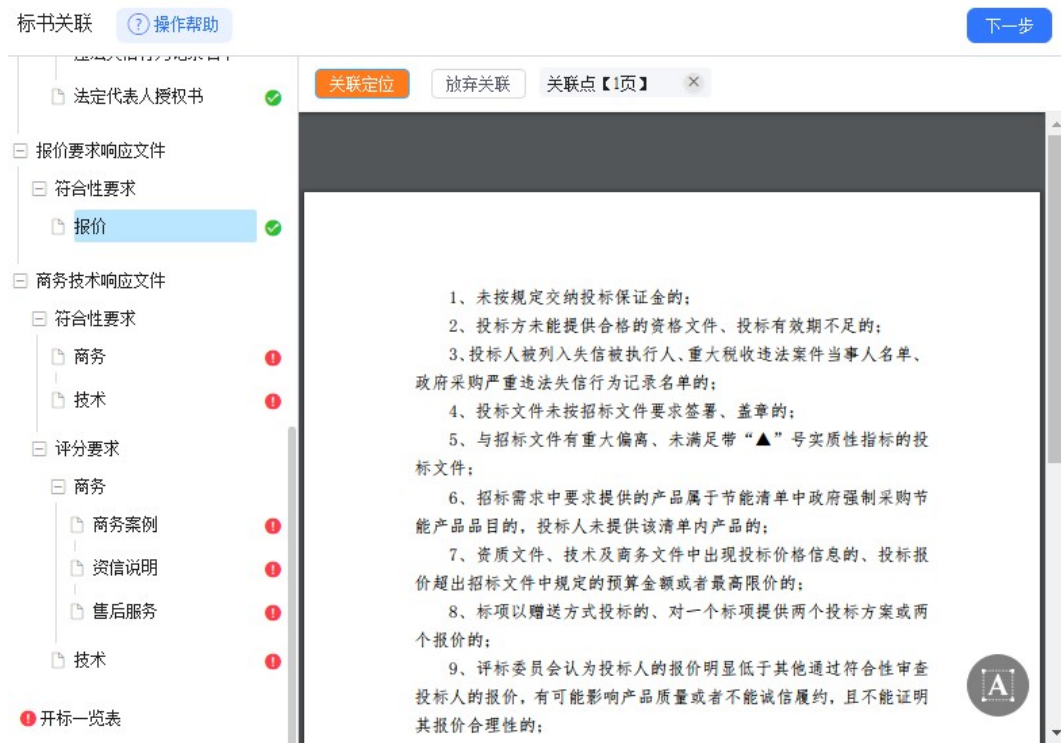 标书关联
? 操作帮助
下一步
法定代表人授权书
报价要求响应文件
符合性要求
报价
商务技术响应文件
符合性要求
商务
技术
评分要求
商务
商务案例
资信说明
售后服务
技术
开标一览表
关联定位
放弃关联
关联点【1页】
1、未按规定交纳投标保证金的;
2、投标方未能提供合格的资格文件、投标有效期不足的;
3、投标人被列入失信被执行人、重大税收违法案件当事人名单、
政府采购严重违法失信行为记录名单的;
4、投标文件未按招标文件要求签署、盖章的;
5、与招标文件有重大偏离、未满足带“▲”号实质性指标的投
标文件;
6、招标需求中要求提供的产品属于节能清单中政府强制采购节
能产品品目的，投标人未提供该清单内产品的;
7、资质文件、技术及商务文件中出现投标价格信息的、投标报
价超出招标文件中规定的预算金额或者最高限价的;
8、标项以赠送方式投标的、对一个标项提供两个投标方案或两
个报价的;
9、评标委员会认为投标人的报价明显低于其他通过符合性审查
投标人的报价，有可能影响产品质量或者不能诚信履约，且不能证明
其报价合理性的;
A